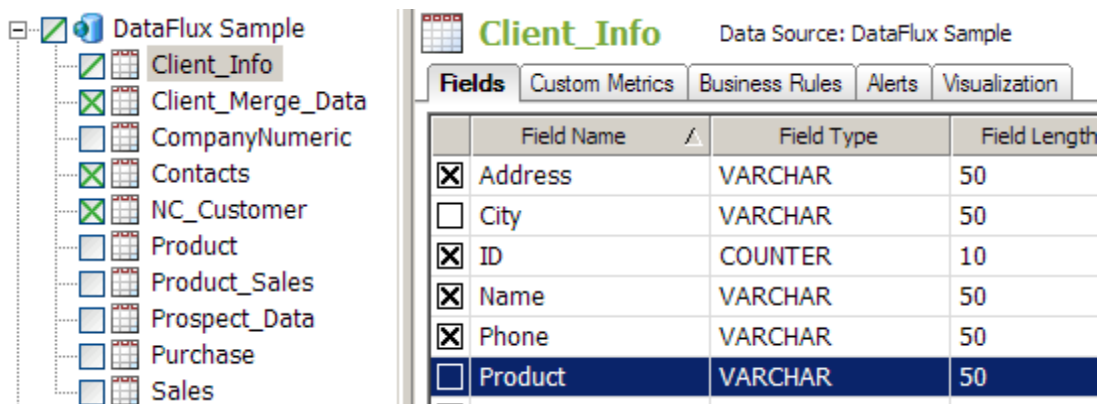 DataFlux Sample
Client_Info
Client_Merge_Data
CompanyNumeric
Contacts
NC_Customer
Product
Product_Sales
Prospect_Data
Purchase
Sales
Client_Info Data Source: DataFlux Sample
Fields Custom Metrics Business Rules Alerts Visualization
Field Name Field Type Field Length
Address VARCHAR 50
City VARCHAR 50
ID COUNTER 10
Name VARCHAR 50
Phone VARCHAR 50
Product VARCHAR 50